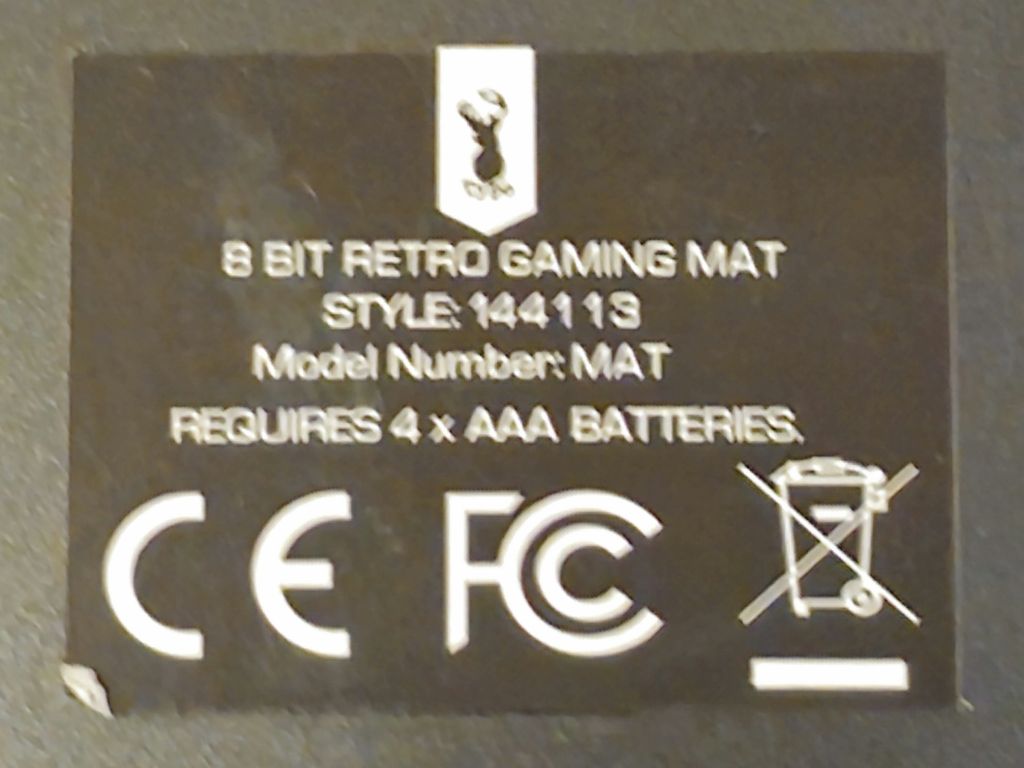 8 BIT RETRO GAMING MAT
STYLE: 144113
Model Number: MAT
REQUIRES 4 x AAA BATTERIES.
CE FC